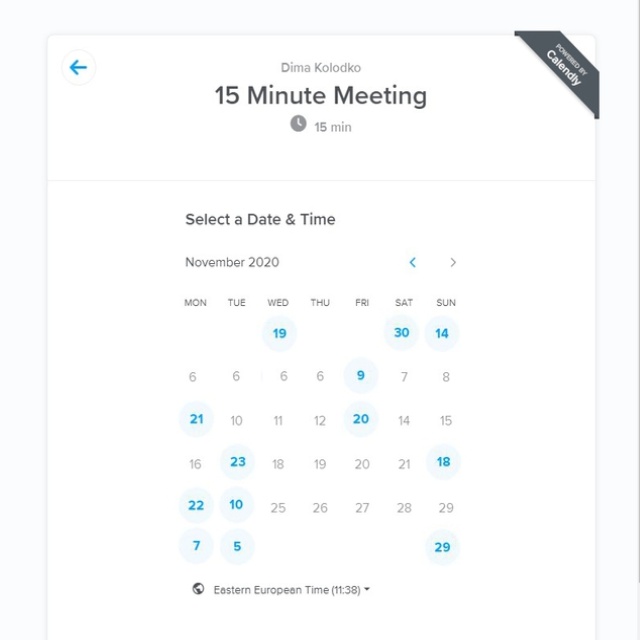 POWERED BY
Calendly
Dima Kolodko
15 Minute Meeting
15 min
Select a Date & Time
November 2020
MON TUE WED THU FRI SAT SUN
19 30 14
6 6 6 6 9 7 8
21 10 11 12 20 14 15
16 23 18 19 20 21 18
22 10 25 26 27 28 29
7 5 29
Eastern European Time (11:38)